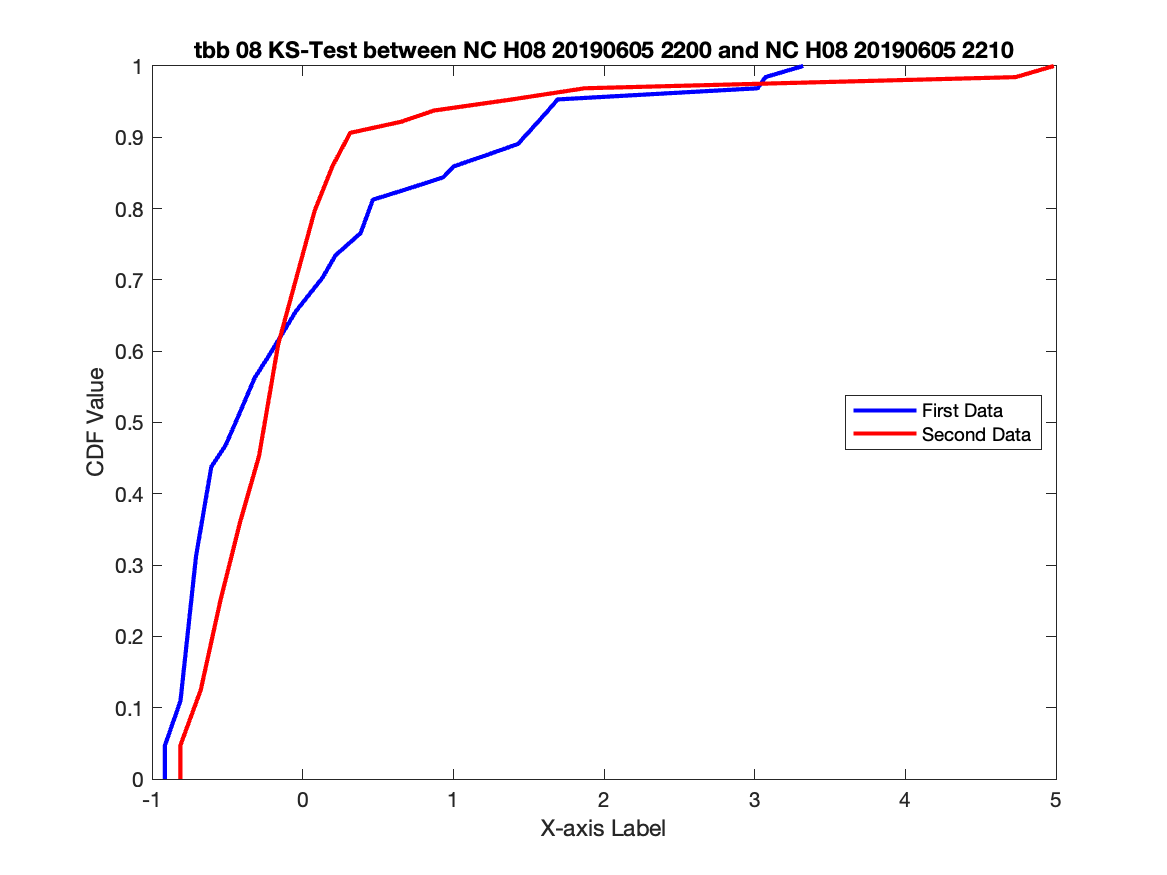 tbb 08 KS-Test between NC H08 20190605 2200 and NC H08 20190605 2210
1
0.9
0.8
0.7
0.6
0.5
0.4
0.3
0.2
0.1
0
CDF Value
First Data
Second Data
-1 0 1 2 3 4 5
X-axis Label